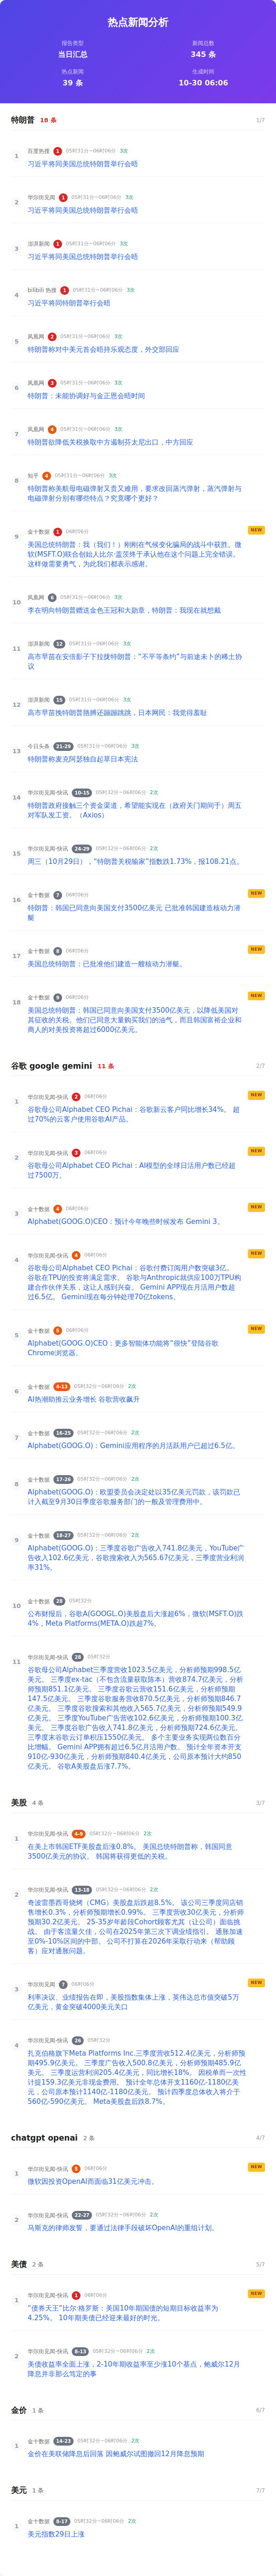 热点新闻分析
报告类型
当日汇总
新闻总数
345 条
热点新闻
39 条
生成时间
10-30 06:06
特朗普 18 条 1/7
1
百度热搜 1 05时31分~06时06分 3次
习近平将同美国总统特朗普举行会晤
2
华尔街见闻 1 05时31分~06时06分 3次
习近平将同美国总统特朗普举行会晤
3
澎湃新闻 1 05时31分~06时06分 3次
习近平将同美国总统特朗普举行会晤
4
bilibili 热搜 1 05时31分~06时06分 3次
习近平将同特朗普举行会晤
5
凤凰网 2 05时31分~06时06分 3次
特朗普称对中美元首会晤持乐观态度，外交部回应
6
凤凰网 3 05时31分~06时06分 3次
特朗普：未能协调好与金正恩会晤时间
7
凤凰网 4 05时31分~06时06分 3次
特朗普欲降低关税换取中方遏制芬太尼出口，中方回应
8
知乎 4 05时31分~06时06分 3次
特朗普称美航母电磁弹射又贵又难用，要求改回蒸汽弹射，蒸汽弹射与
电磁弹射分别有哪些特点？究竟哪个更好？
9
金十数据 1 06时06分 NEW
美国总统特朗普：我（我们！）刚刚在气候变化骗局的战斗中获胜。微
软(MSFT.O)联合创始人比尔·盖茨终于承认他在这个问题上完全错误。
这样做需要勇气，为此我们都表示感谢。
10
凤凰网 6 05时31分~06时06分 3次
李在明向特朗普赠送金色王冠和大勋章，特朗普：我现在就想戴
11
澎湃新闻 12 05时31分~06时06分 3次
高市早苗在安倍影子下拉拢特朗普：“不平等条约”与前途未卜的稀土协
议
12
澎湃新闻 15 05时31分~06时06分 3次
高市早苗挽特朗普胳膊还蹦蹦跳跳，日本网民：我觉得羞耻
13
今日头条 21-29 05时31分~06时06分 3次
特朗普称麦克阿瑟独自起草日本宪法
14
华尔街见闻-快讯 10-15 05时32分~06时06分 2次
特朗普政府接触三个资金渠道，希望能实现在（政府关门期间于）周五
对军队发工资。（Axios）
15
华尔街见闻-快讯 24-29 05时32分~06时06分 2次
周三（10月29日），“特朗普关税输家”指数跌1.73%，报108.21点。
16
金十数据 7 06时06分 NEW
特朗普：韩国已同意向美国支付3500亿美元 已批准韩国建造核动力潜
艇
17
金十数据 8 06时06分 NEW
美国总统特朗普：已批准他们建造一艘核动力潜艇。
18
金十数据 9 06时06分 NEW
美国总统特朗普：韩国已同意向美国支付3500亿美元，以降低美国对
其征收的关税。他们已同意大量购买我们的油气，而且韩国富裕企业和
商人的对美投资将超过6000亿美元。
谷歌 google gemini 11 条 2/7
1
华尔街见闻-快讯 2 06时06分 NEW
谷歌母公司Alphabet CEO Pichai：谷歌新云客户同比增长34%。 超
过70%的云客户使用谷歌AI产品。
2
华尔街见闻-快讯 3 06时06分 NEW
谷歌母公司Alphabet CEO Pichai：AI模型的全球日活用户数已经超
过7500万。
3
金十数据 4 06时06分 NEW
Alphabet(GOOG.O)CEO：预计今年晚些时候发布 Gemini 3。
4
华尔街见闻-快讯 4 06时06分 NEW
谷歌母公司Alphabet CEO Pichai：谷歌付费订阅用户数突破3亿。
谷歌在TPU的投资将满足需求。 谷歌与Anthropic就供应100万TPU构
建合作伙伴关系，这让人感到兴奋。 Gemini APP现在月活用户数超
过6.5亿。 Gemini现在每分钟处理70亿tokens。
5
金十数据 5 06时06分 NEW
Alphabet(GOOG.O)CEO：更多智能体功能将“很快”登陆谷歌
Chrome浏览器。
6
金十数据 4-13 05时32分~06时06分 2次
AI热潮助推云业务增长 谷歌营收飙升
7
金十数据 16-25 05时32分~06时06分 2次
Alphabet(GOOG.O)：Gemini应用程序的月活跃用户已超过6.5亿。
8
金十数据 17-26 05时32分~06时06分 2次
Alphabet(GOOG.O)：欧盟委员会决定处以35亿美元罚款，该罚款已
计入截至9月30日季度谷歌服务部门的一般及管理费用中。
9
金十数据 18-27 05时32分~06时06分 2次
Alphabet(GOOG.O)：三季度谷歌广告收入741.8亿美元，YouTube广
告收入102.6亿美元，谷歌搜索收入为565.67亿美元，三季度营业利润
率31%。
10
金十数据 28 05时32分
公布财报后，谷歌A(GOOGL.O)美股盘后大涨超6%，微软(MSFT.O)跌
4%，Meta Platforms(META.O)跌超7%。
11
华尔街见闻-快讯 28 05时32分
谷歌母公司Alphabet三季度营收1023.5亿美元，分析师预期998.5亿
美元。 三季度ex-tac（不包含流量获取陈本）营收874.7亿美元，分析
师预期851.1亿美元。 三季度谷歌云营收151.6亿美元，分析师预期
147.5亿美元。 三季度谷歌服务营收870.5亿美元，分析师预期846.7
亿美元。 三季度谷歌搜索和其他收入565.7亿美元，分析师预期549.9
亿美元。 三季度YouTube广告营收102.6亿美元，分析师预期100.3亿
美元。 三季度谷歌广告收入741.8亿美元，分析师预期724.6亿美元。
三季度末谷歌云订单积压1550亿美元。 多个主要业务实现两位数百分
比增幅。 Gemini APP拥有超过6.5亿月活用户数。 预计全年资本开支
910亿-930亿美元，分析师预期840.4亿美元，公司原本预计大约850
亿美元。 谷歌A美股盘后涨7.7%。
美股 4 条 3/7
1
华尔街见闻-快讯 4-9 05时32分~06时06分 2次
在美上市的韩国ETF美股盘后涨0.8%。 美国总统特朗普称，韩国同意
3500亿美元的协议。 韩国将获得更低的关税。
2
华尔街见闻-快讯 13-18 05时32分~06时06分 2次
奇波雷墨西哥烧烤（CMG）美股盘后跌超8.5%。 该公司三季度同店销
售增长0.3%，分析师预期增长0.99%。 三季度营收30亿美元，分析师
预期30.2亿美元。 25-35岁年龄段Cohort顾客尤其（让公司）面临挑
战。 由于客流量欠佳，公司在2025年第三次下调业绩指引。 通胀加速
至0%-10%区间的中部。 公司不打算在2026年采取行动来（帮助顾
客）应对通胀问题。
3
华尔街见闻 7 06时06分 NEW
利率决议、业绩报告在即，美股指数集体上涨，英伟达总市值突破5万
亿美元，黄金突破4000美元关口
4
华尔街见闻-快讯 26 05时32分
扎克伯格旗下Meta Platforms Inc.三季度营收512.4亿美元，分析师预
期495.9亿美元。 三季度广告收入500.8亿美元，分析师预期485.9亿
美元。 三季度运营利润205.4亿美元，同比增长18%。 因税单而一次性
计提159.3亿美元非现金费用。 预计全年总体开支1160亿-1180亿美
元，公司原本预计1140亿-1180亿美元。 预计四季度总体收入将介于
560亿-590亿美元。 Meta美股盘后跌8.7%。
chatgpt openai 2 条 4/7
1
华尔街见闻-快讯 5 06时06分 NEW
微软因投资OpenAI而面临31亿美元冲击。
2
华尔街见闻-快讯 22-27 05时32分~06时06分 2次
马斯克的律师发誓，要通过法律手段破坏OpenAI的重组计划。
美债 2 条 5/7
1
华尔街见闻-快讯 1 06时06分 NEW
“债券天王”比尔·格罗斯：美国10年期国债的短期目标收益率为
4.25%。 10年期美债已经迎来最好的时光。
2
华尔街见闻-快讯 8-13 05时32分~06时06分 2次
美债收益率全面上涨，2-10年期收益率至少涨10个基点，鲍威尔12月
降息并非那么笃定的事
金价 1 条 6/7
1
金十数据 14-23 05时32分~06时06分 2次
金价在美联储降息后回落 因鲍威尔试图撤回12月降息预期
美元 1 条 7/7
1
金十数据 8-17 05时32分~06时06分 2次
美元指数29日上涨